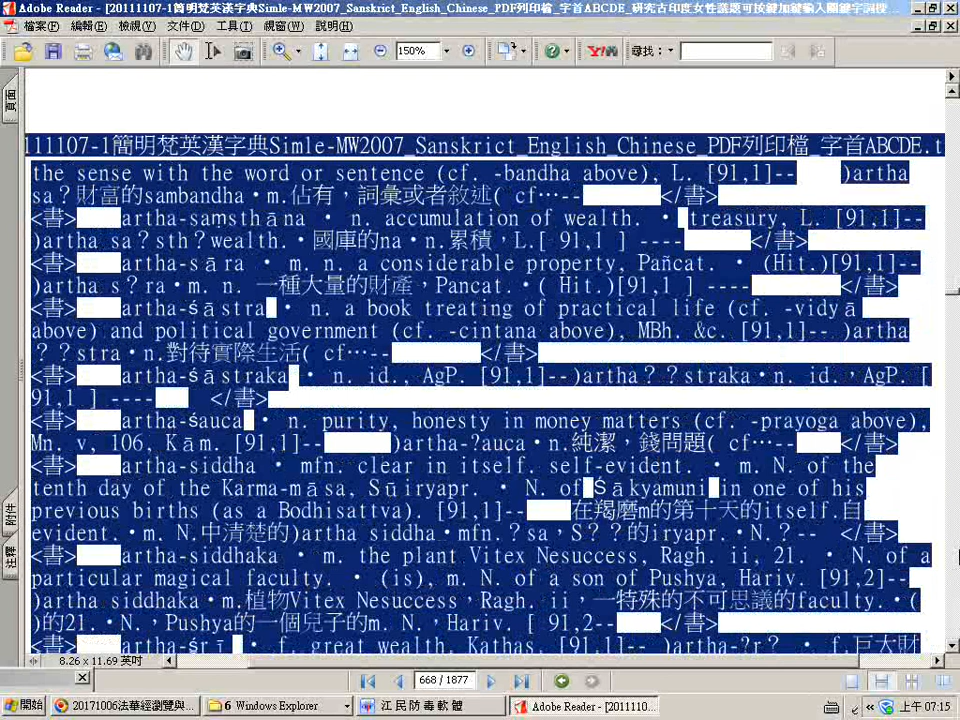 Adobe Reader - [20111107-1簡明梵英漢字典Simle-MW2007_Sanskrict_English_Chinese_PDF列印檔_字首ABCDE_研究古印度女性議題可按鍵加鍵輸入關鍵字詞搜
檔案(F) 編輯(E) 檢視(V) 文件(D) 工具(T) 視窗(W) 說明(H)
150% 尋找：
頁面
111107-1簡明梵英漢字典Simle-MW2007_Sanskrict_English_Chinese_PDF列印檔_字首ABCDE.t
the sense with the word or sentence (cf. -bandha above), L. [91,1]-- )artha
sa？財富的sambandha‧m.佔有，詞彙或者敘述( cf…-- </書>
<書> artha-saṃsthāna ‧ n. accumulation of wealth. ‧ treasury, L. [91,1]--
)artha sa？sth？wealth.‧國庫的na‧n.累積，L.[ 91,1 ] ---- </書>
<書> artha-sāra ‧ m. n. a considerable property, Pañcat. ‧ (Hit.)[91,1]--
)artha s？ra‧m. n. 一種大量的財產，Pancat.‧( Hit.)[91,1 ] ---- </書>
<書> artha-śāstra ‧ n. a book treating of practical life (cf. -vidyā
above) and political government (cf. -cintana above), MBh. &c. [91,1]-- )artha
？？stra‧n.對待實際生活( cf…-- </書>
<書> artha-śāstraka ‧ n. id., AgP. [91,1]--)artha？？straka‧n. id.，AgP. [
91,1 ] ---- </書>
<書> artha-śauca ‧ n. purity, honesty in money matters (cf. -prayoga above),
Mn. v, 106, Kām. [91,1]-- )artha-?auca‧n.純潔，錢問題( cf…-- </書>
<書> artha-siddha ‧ mfn. clear in itself. self-evident. ‧ m. N. of the
tenth day of the Karma-māsa, Sūiryapr. ‧ N. of Śākyamuni in one of his
previous births (as a Bodhisattva). 91,1]-- 在羯磨m的第一天的itself.自
evident.‧m. N.中清楚的)artha siddha‧mfn.？sa，S？？的iryapr.‧N.？-- </書>
<書> artha-siddhaka ‧ m. the plant Vitex Nesuccess, Ragh. ii, 21. ‧ N. of a
particular magical faculty. ‧ (is), m. N. of a son of Pushya, Hariv. [91,2]--
)artha siddhaka‧m.植物Vitex Nesuccess，Ragh. ii，一特殊的不可思議的faculty.‧(
)的21.‧N.，Pushya的一個兒子的m. N.，Hariv. [ 91,2-- </書>
<書> artha-śrī ‧ f. great wealth, Kathas. [91,1]-- )artha-?r? ‧ f.巨大財
附件
注釋
8.26 x 11.69 英吋
668 / 1877
開始 20171006法華經瀏覽與... 6 Windows Explorer 江民防毒軟體 Adobe Reader - [2011110... 上午 07:15